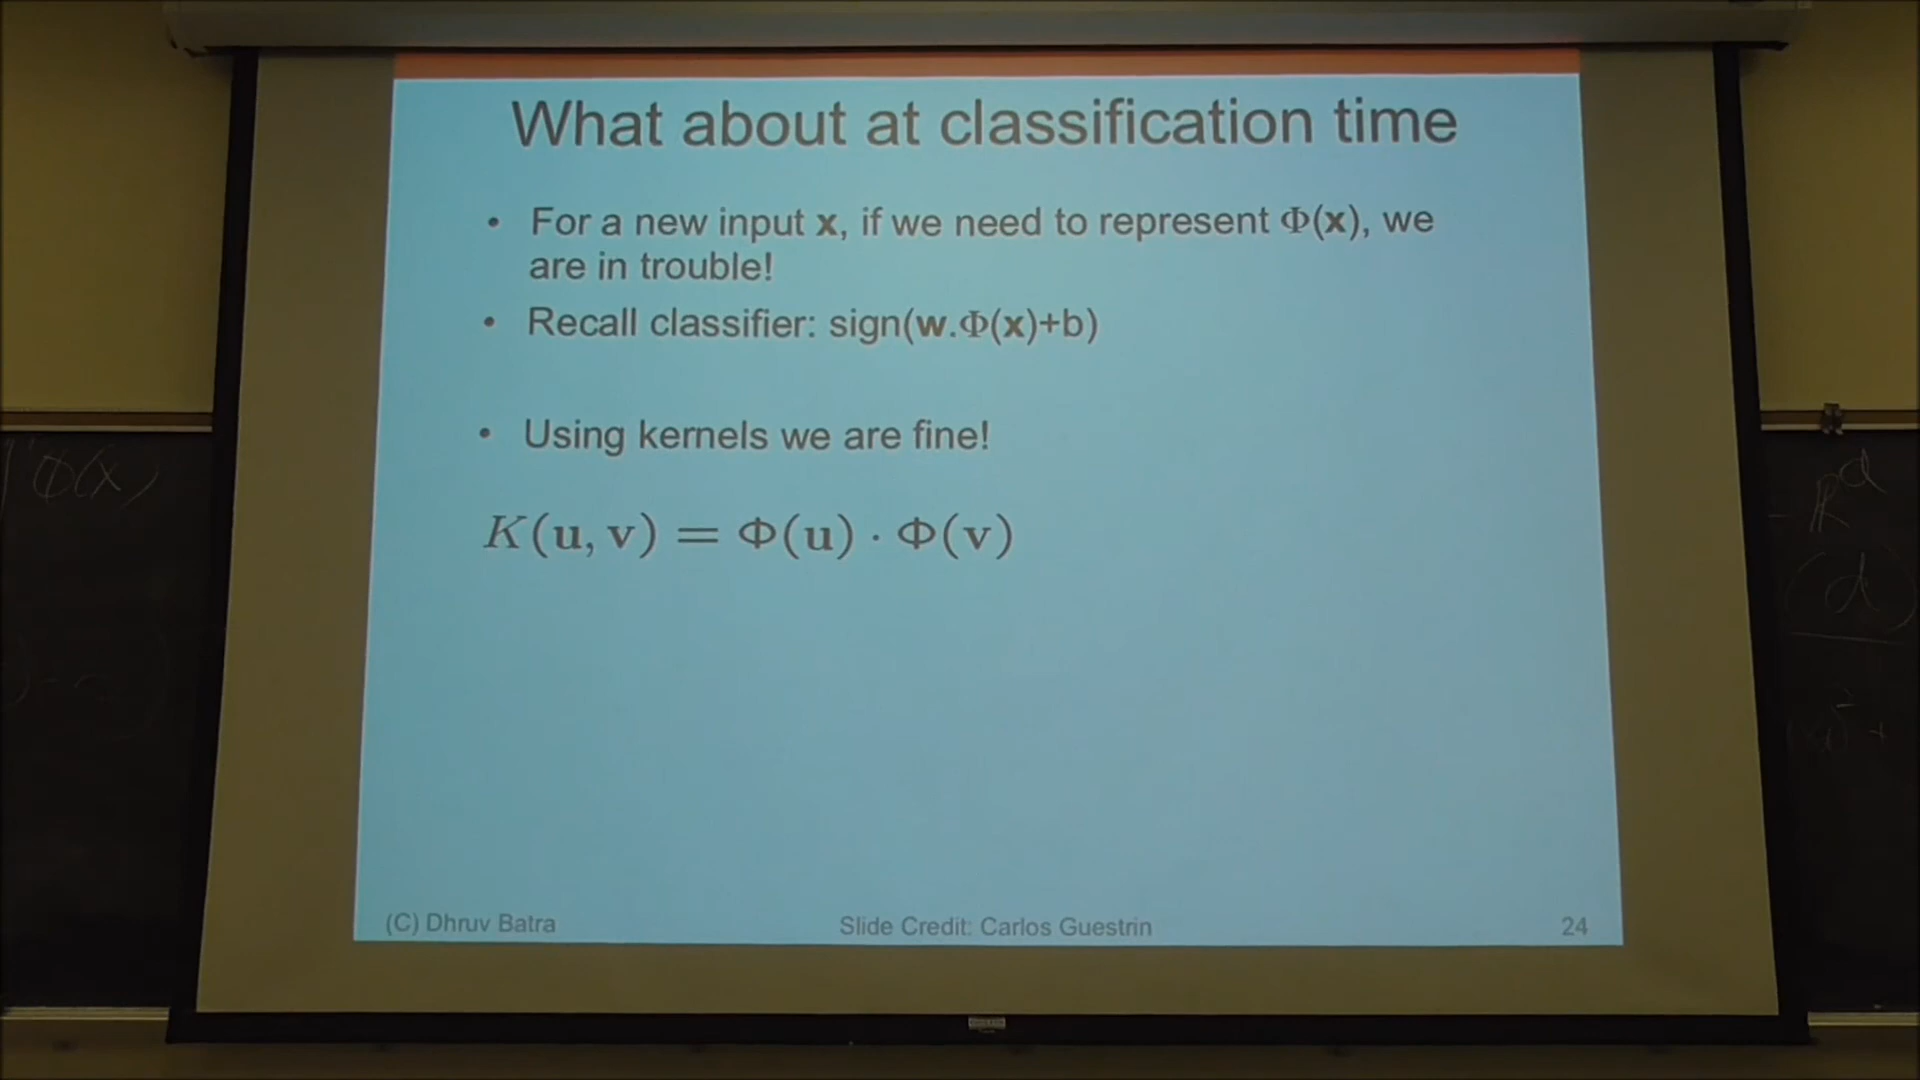 What about at classification time
• For a new input x, if we need to represent Φ(x), we
are in trouble!
• Recall classifier: sign(w.Φ(x)+b)
• Using kernels we are fine!
K(u, v) = Φ(u) · Φ(v)
(C) Dhruv Batra
Slide Credit: Carlos Guestrin
24
Φ(x)
R^d
d